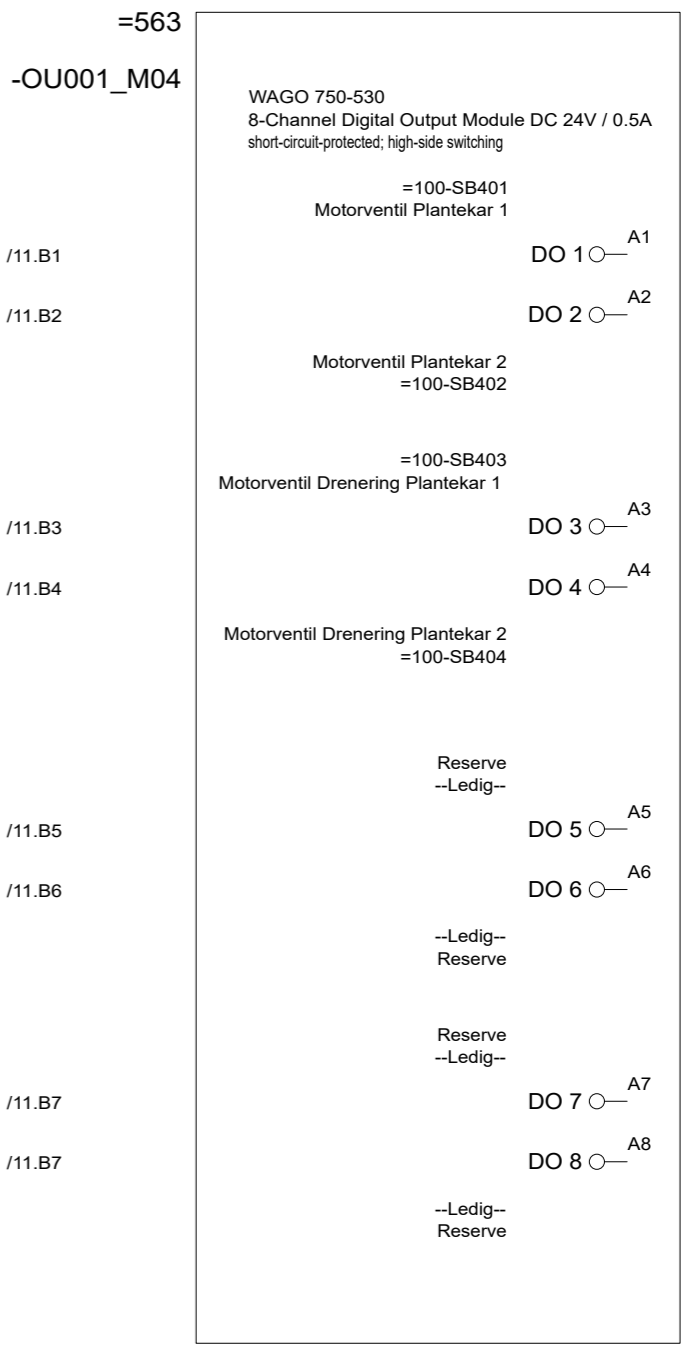 =563
-OU001_M04
WAGO 750-530
8-Channel Digital Output Module DC 24V / 0.5A
short-circuit-protected; high-side switching
=100-SB401
Motorventil Plantekar 1
/11.B1 DO 1 A1
/11.B2 DO 2 A2
Motorventil Plantekar 2
=100-SB402
=100-SB403
Motorventil Drenering Plantekar 1
/11.B3 DO 3 A3
/11.B4 DO 4 A4
Motorventil Drenering Plantekar 2
=100-SB404
Reserve
--Ledig--
/11.B5 DO 5 A5
/11.B6 DO 6 A6
--Ledig--
Reserve
Reserve
--Ledig--
/11.B7 DO 7 A7
/11.B7 DO 8 A8
--Ledig--
Reserve